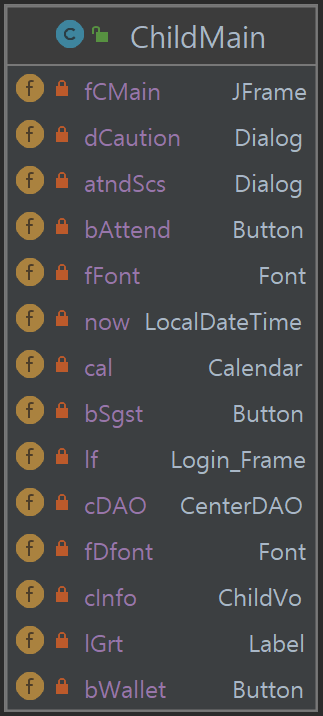 ChildMain
fCMain JFrame
dCaution Dialog
atndScs Dialog
bAttend Button
fFont Font
now LocalDateTime
cal Calendar
bSgst Button
lf Login_Frame
cDAO CenterDAO
fDfont Font
cInfo ChildVo
lGrt Label
bWallet Button